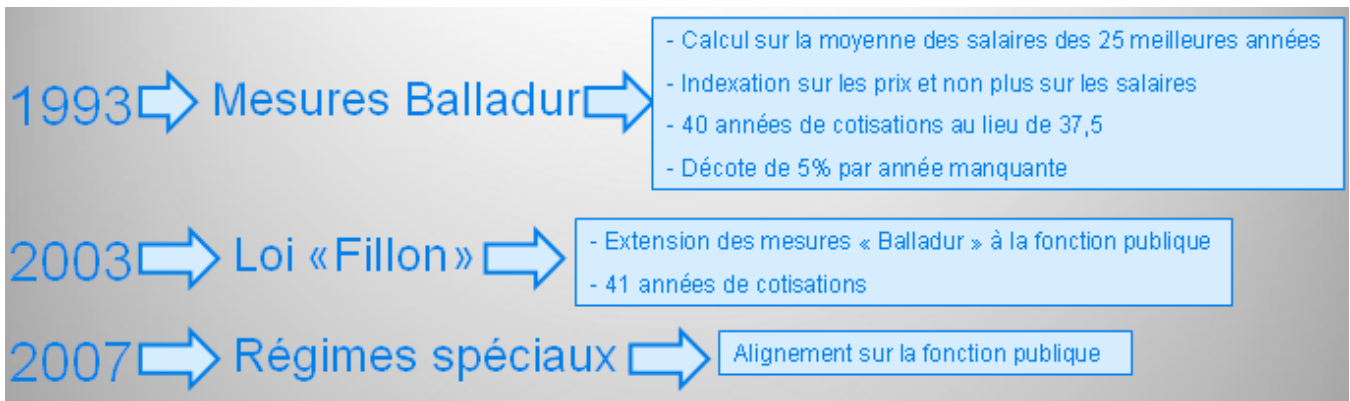 1993 Mesures Balladur
- Calcul sur la moyenne des salaires des 25 meilleures années
- Indexation sur les prix et non plus sur les salaires
- 40 années de cotisations au lieu de 37,5
- Décote de 5% par année manquante
2003 Loi «Fillon»
- Extension des mesures « Balladur » à la fonction publique
- 41 années de cotisations
2007 Régimes spéciaux
Alignement sur la fonction publique